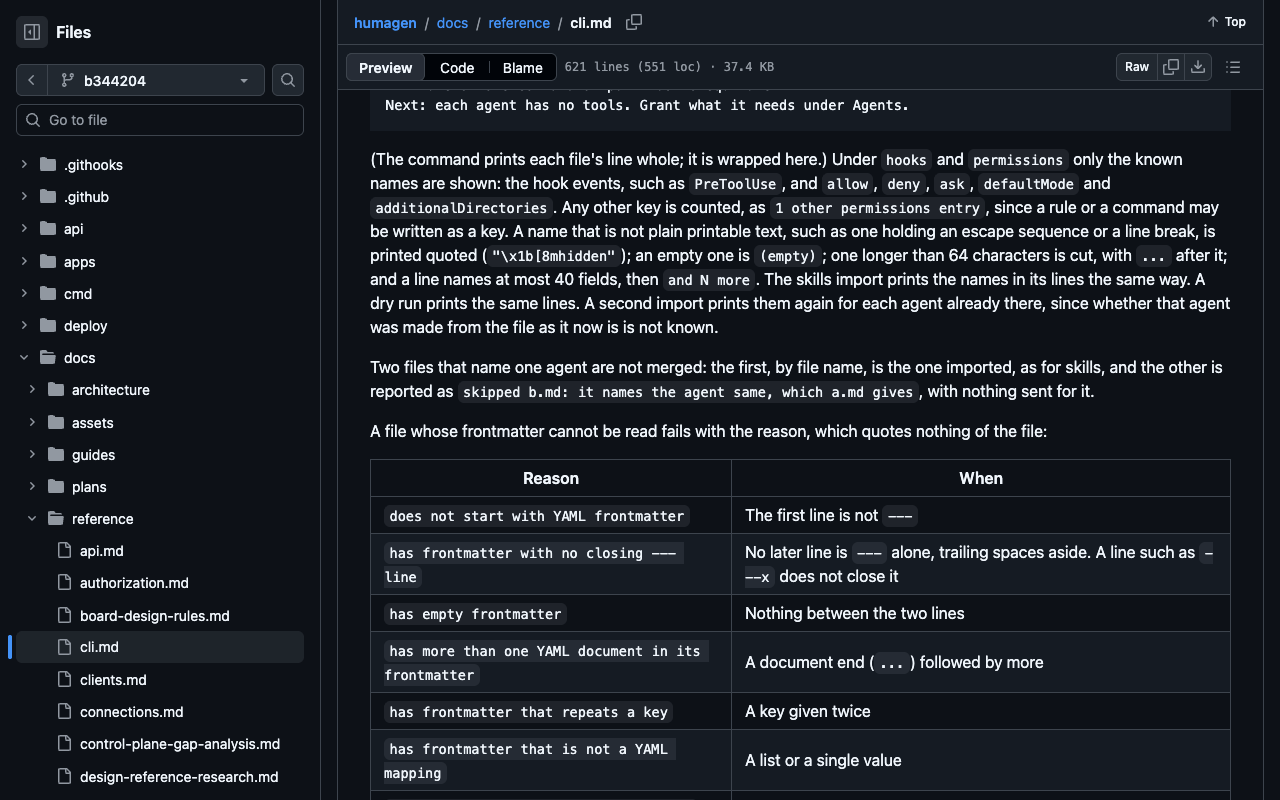 Files
b344204
Go to file
.githooks
.github
api
apps
cmd
deploy
docs
architecture
assets
guides
plans
reference
api.md
authorization.md
board-design-rules.md
cli.md
clients.md
connections.md
control-plane-gap-analysis.md
design-reference-research.md
humagen / docs / reference / cli.md
Top
Preview Code Blame 621 lines (551 loc) · 37.4 KB Raw
Next: each agent has no tools. Grant what it needs under Agents.
(The command prints each file's line whole; it is wrapped here.) Under hooks and permissions only the known
names are shown: the hook events, such as PreToolUse, and allow, deny, ask, defaultMode and
additionalDirectories. Any other key is counted, as 1 other permissions entry, since a rule or a command may
be written as a key. A name that is not plain printable text, such as one holding an escape sequence or a line break, is
printed quoted ("\x1b[8mhidden"); an empty one is (empty); one longer than 64 characters is cut, with ... after it;
and a line names at most 40 fields, then and N more. The skills import prints the names in its lines the same way. A
dry run prints the same lines. A second import prints them again for each agent already there, since whether that agent
was made from the file as it now is is not known.
Two files that name one agent are not merged: the first, by file name, is the one imported, as for skills, and the other is
reported as skipped b.md: it names the agent same, which a.md gives, with nothing sent for it.
A file whose frontmatter cannot be read fails with the reason, which quotes nothing of the file:
Reason When
does not start with YAML frontmatter The first line is not ---
has frontmatter with no closing ---
line
No later line is --- alone, trailing spaces aside. A line such as -
--x does not close it
has empty frontmatter Nothing between the two lines
has more than one YAML document in its
frontmatter
A document end (...) followed by more
has frontmatter that repeats a key A key given twice
has frontmatter that is not a YAML
mapping
A list or a single value